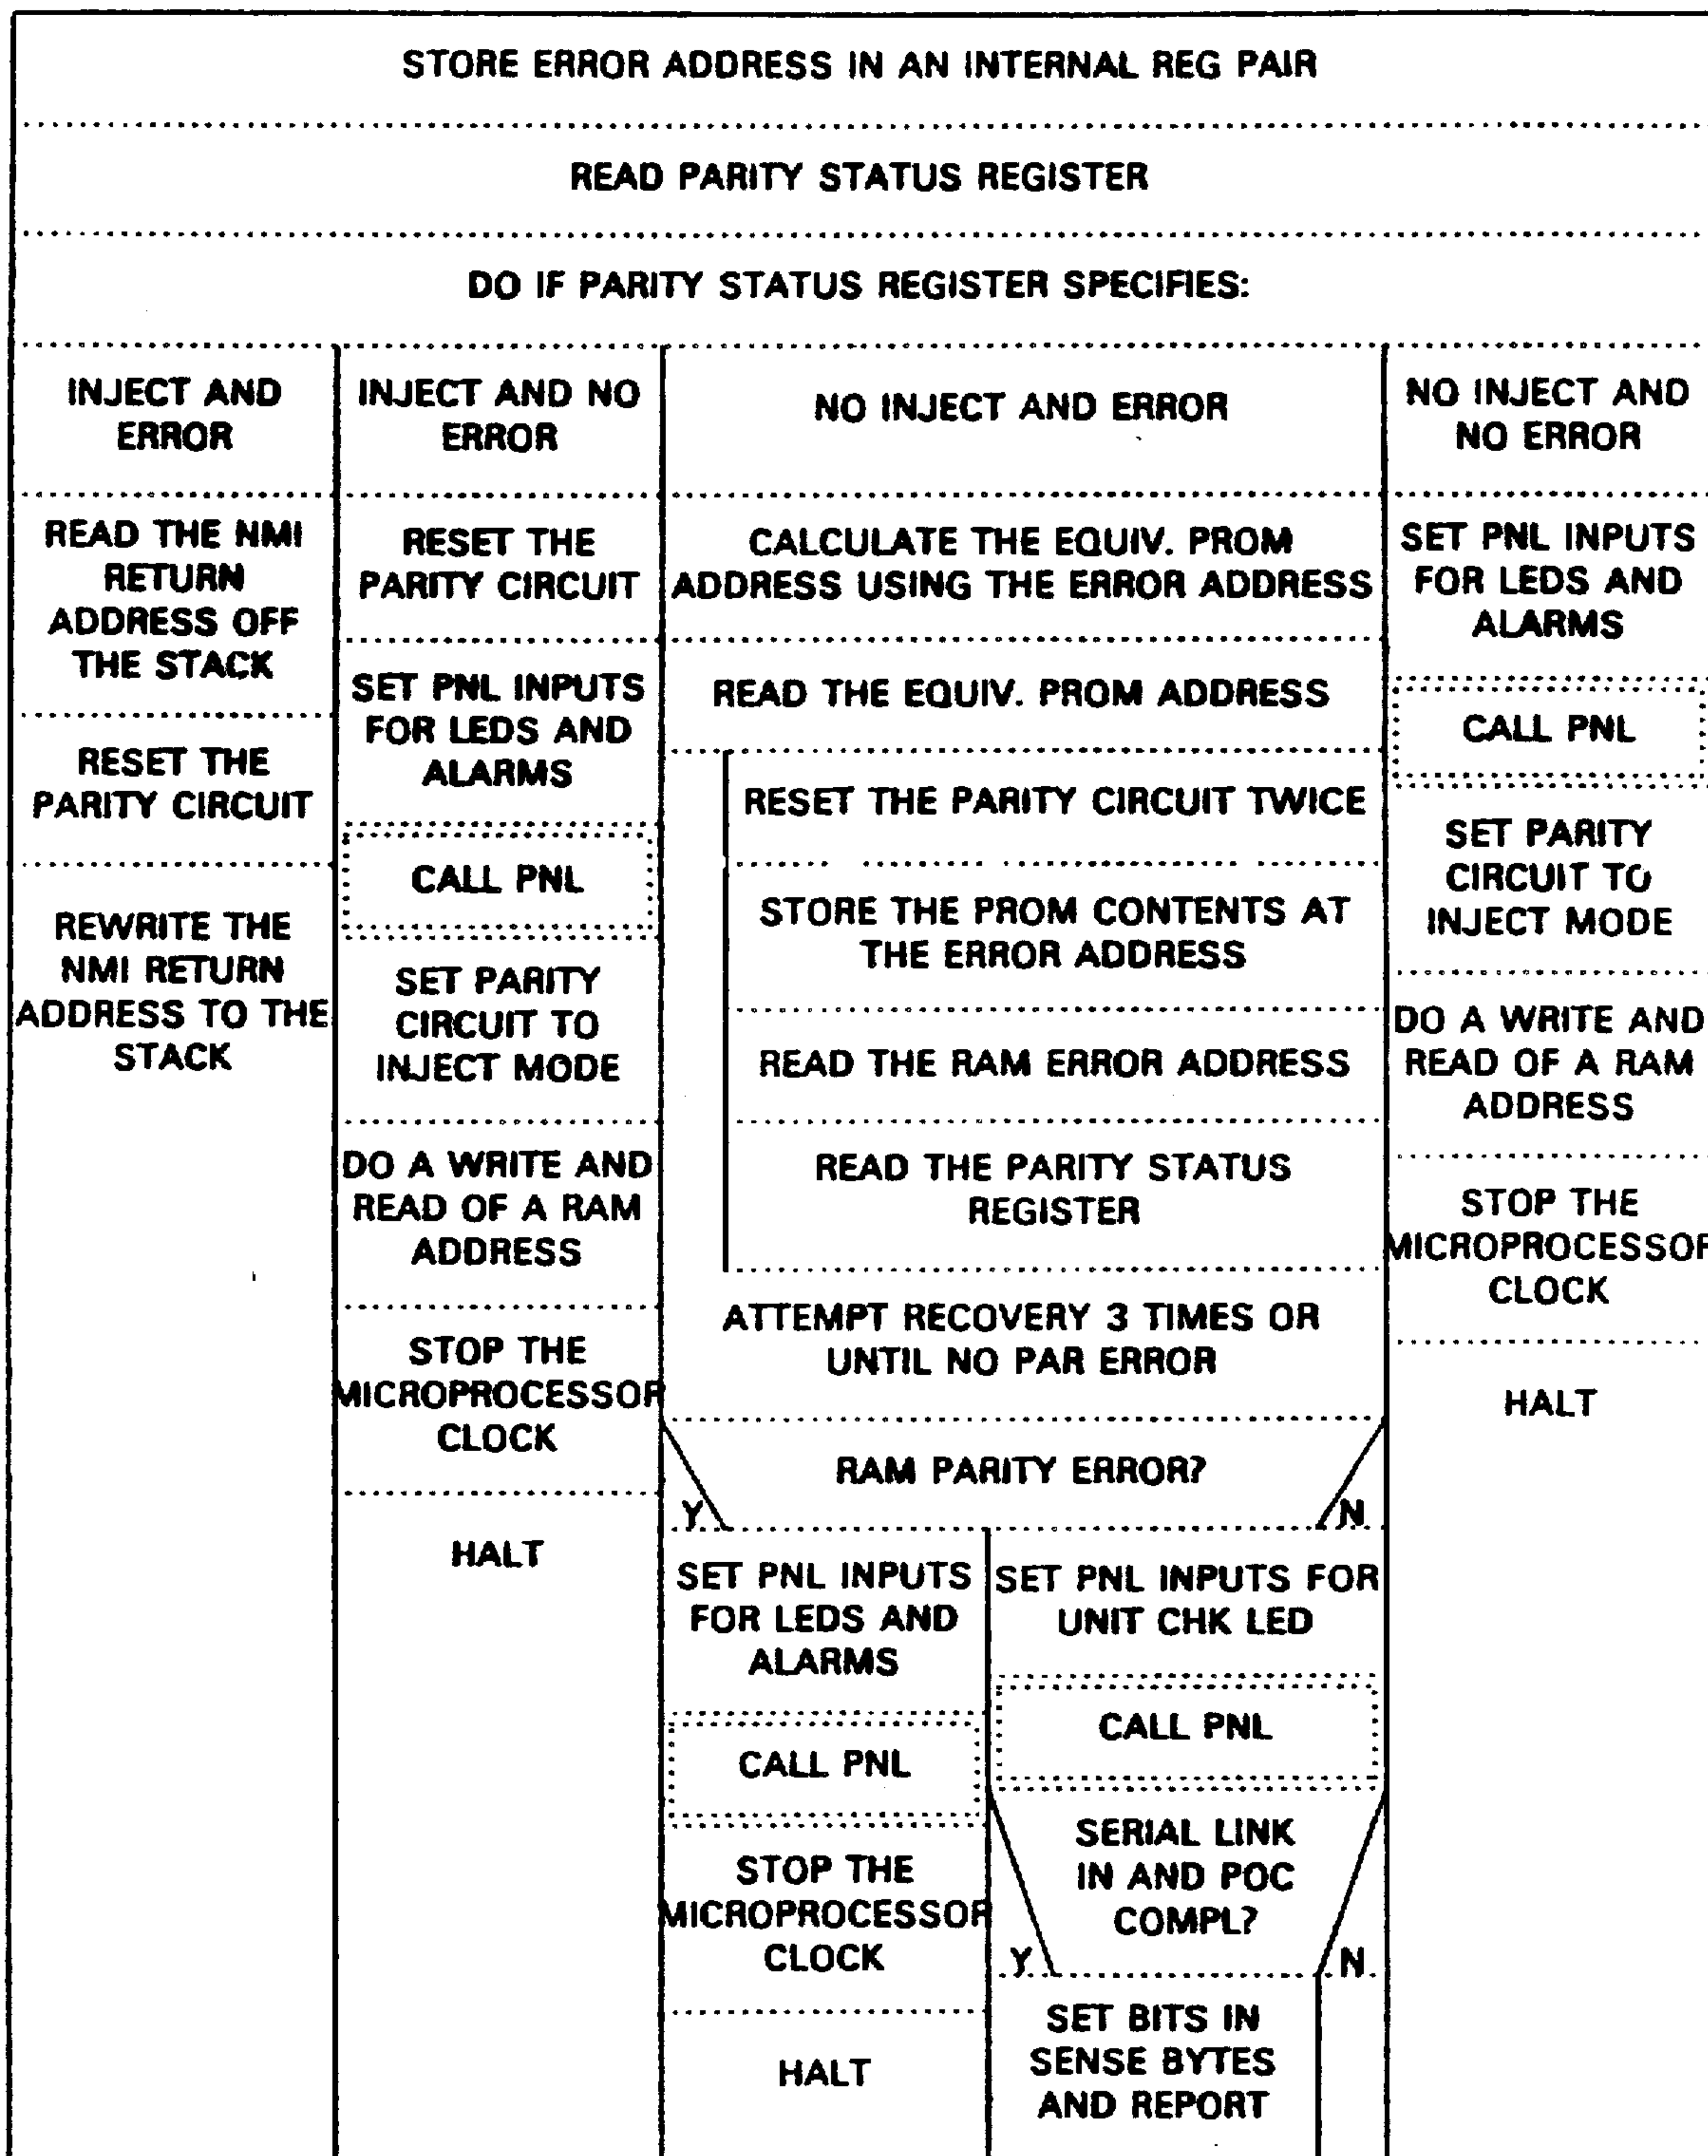 STORE ERROR ADDRESS IN AN INTERNAL REG PAIR
READ PARITY STATUS REGISTER
DO IF PARITY STATUS REGISTER SPECIFIES:
INJECT AND
ERROR
READ THE NMI
RETURN
ADDRESS OFF
THE STACK
RESET THE
PARITY CIRCUIT
REWRITE THE
NMI RETURN
ADDRESS TO THE
STACK
INJECT AND NO
ERROR
RESET THE
PARITY CIRCUIT
SET PNL INPUTS
FOR LEDS AND
ALARMS
CALL PNL
SET PARITY
CIRCUIT TO
INJECT MODE
DO A WRITE AND
READ OF A RAM
ADDRESS
STOP THE
MICROPROCESSOR
CLOCK
HALT
NO INJECT AND ERROR
CALCULATE THE EQUIV. PROM
ADDRESS USING THE ERROR ADDRESS
READ THE EQUIV. PROM ADDRESS
RESET THE PARITY CIRCUIT TWICE
STORE THE PROM CONTENTS AT
THE ERROR ADDRESS
READ THE RAM ERROR ADDRESS
READ THE PARITY STATUS
REGISTER
ATTEMPT RECOVERY 3 TIMES OR
UNTIL NO PAR ERROR
RAM PARITY ERROR?
Y
N
SET PNL INPUTS
FOR LEDS AND
ALARMS
CALL PNL
STOP THE
MICROPROCESSOR
CLOCK
HALT
SET PNL INPUTS FOR
UNIT CHK LED
CALL PNL
SERIAL LINK
IN AND POC
COMPL?
Y
N
SET BITS IN
SENSE BYTES
AND REPORT
NO INJECT AND
NO ERROR
SET PNL INPUTS
FOR LEDS AND
ALARMS
CALL PNL
SET PARITY
CIRCUIT TO
INJECT MODE
DO A WRITE AND
READ OF A RAM
ADDRESS
STOP THE
MICROPROCESSOR
CLOCK
HALT